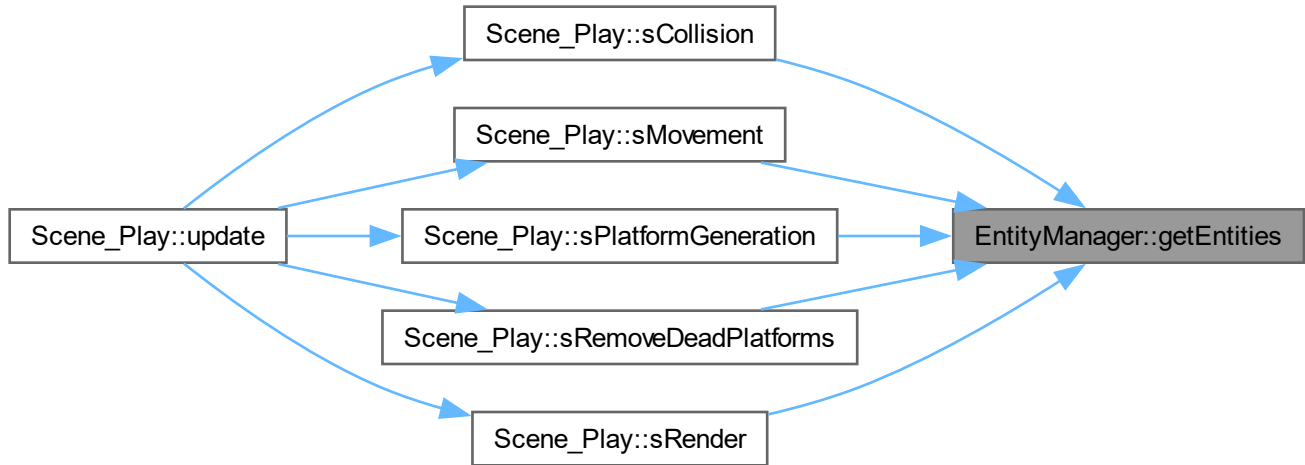 Scene_Play::sCollision
Scene_Play::sMovement
Scene_Play::update
Scene_Play::sPlatformGeneration
EntityManager::getEntities
Scene_Play::sRemoveDeadPlatforms
Scene_Play::sRender